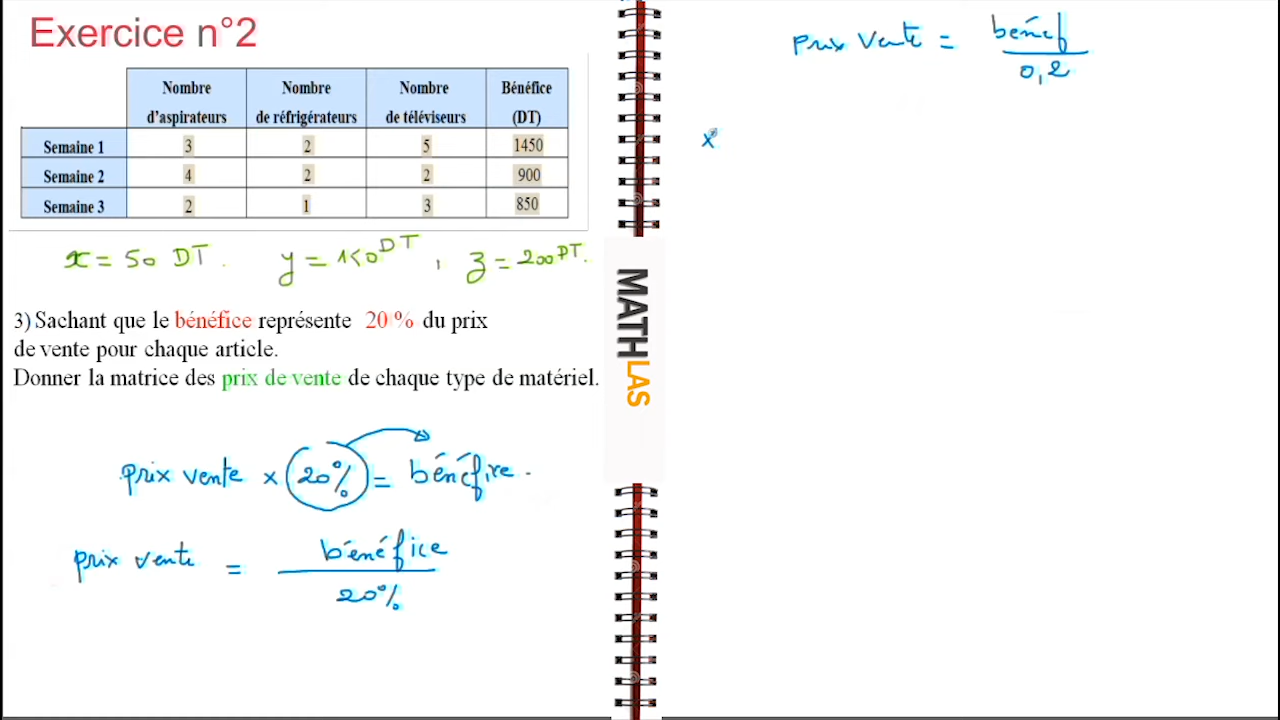 Exercice n°2
Nombre d'aspirateurs Nombre de réfrigérateurs Nombre de téléviseurs Bénéfice (DT)
Semaine 1 3 2 5 1450
Semaine 2 4 2 2 900
Semaine 3 2 1 3 850
x = 50 DT. y = 150 DT , z = 200 DT.
3) Sachant que le bénéfice représente 20 % du prix
de vente pour chaque article.
Donner la matrice des prix de vente de chaque type de matériel.
prix vente × 20% = bénéfice .
prix vente = bénéfice
20%
MATHLAS
prix vente = bénéf
0,2
x